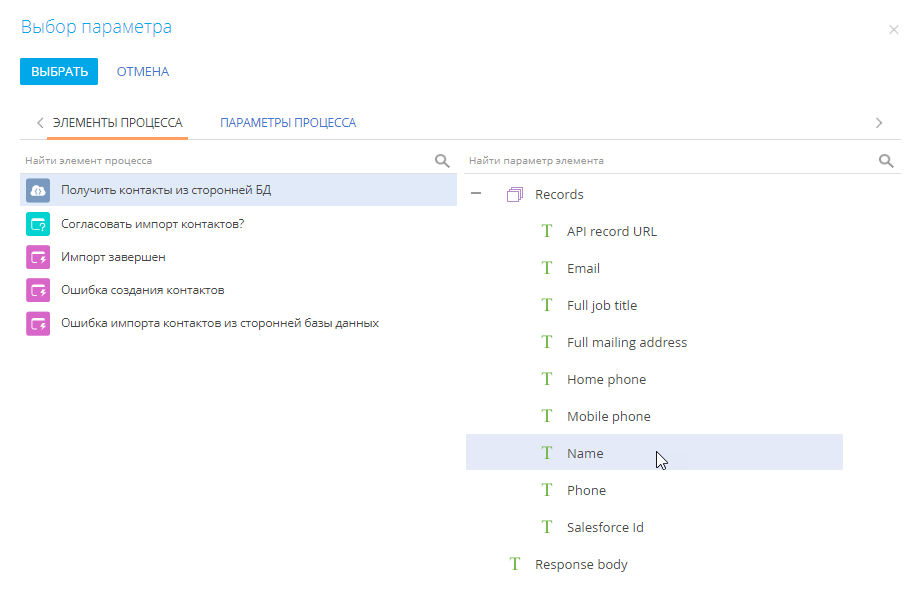 Выбор параметра
ВЫБРАТЬ ОТМЕНА
ЭЛЕМЕНТЫ ПРОЦЕССА ПАРАМЕТРЫ ПРОЦЕССА
Найти элемент процесса
Получить контакты из сторонней БД
Согласовать импорт контактов?
Импорт завершен
Ошибка создания контактов
Ошибка импорта контактов из сторонней базы данных
Найти параметр элемента
Records
T API record URL
T Email
T Full job title
T Full mailing address
T Home phone
T Mobile phone
T Name
T Phone
T Salesforce Id
T Response body